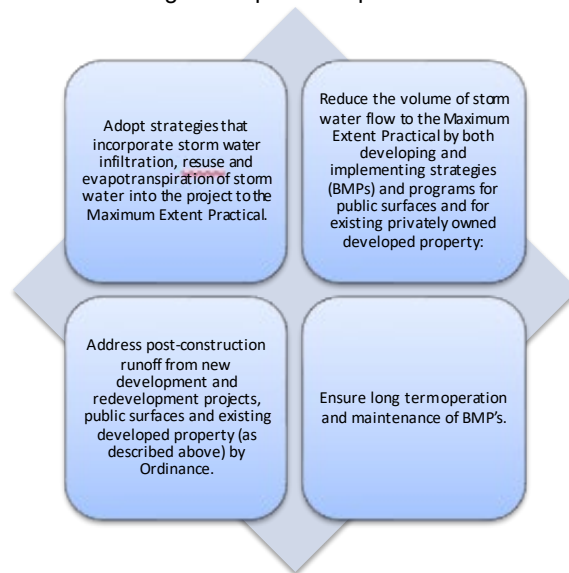 Adopt strategies that
incorporate storm water
infiltration, resuse and
evapotranspiration of storm
water into the project to the
Maximum Extent Practical.
Reduce the volume of storm
water flow to the Maximum
Extent Practical by both
developing and
implementing strategies
(BMPs) and programs for
public surfaces and for
existing privately owned
developed property:
Address post-construction
runoff from new
development and
redevelopment projects,
public surfaces and existing
developed property (as
described above) by
Ordinance.
Ensure long term operation
and maintenance of BMP's.